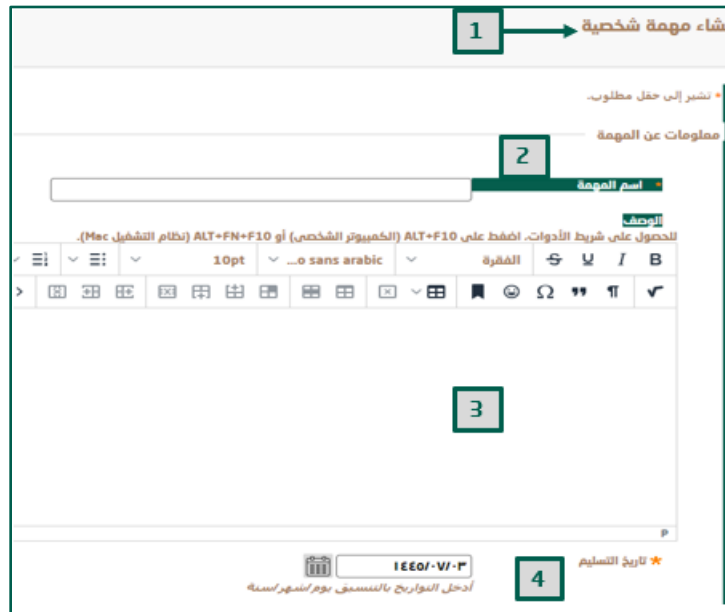 1
شاء مهمة شخصية
* تشير إلى حقل مطلوب.
معلومات عن المهمة
2
* اسم المهمة
الوصف
للحصول على شريط الأدوات، اضغط على ALT+F10 (الكمبيوتر الشخصي) أو ALT+FN+F10 (نظام التشغيل Mac).
B I U S الفقرة o sans arabic... 10pt
3
P
* تاريخ التسليم ١٤٤٥/٠٧/٠٣
4
أدخل التواريخ بالتنسيق يوم/شهر/سنة